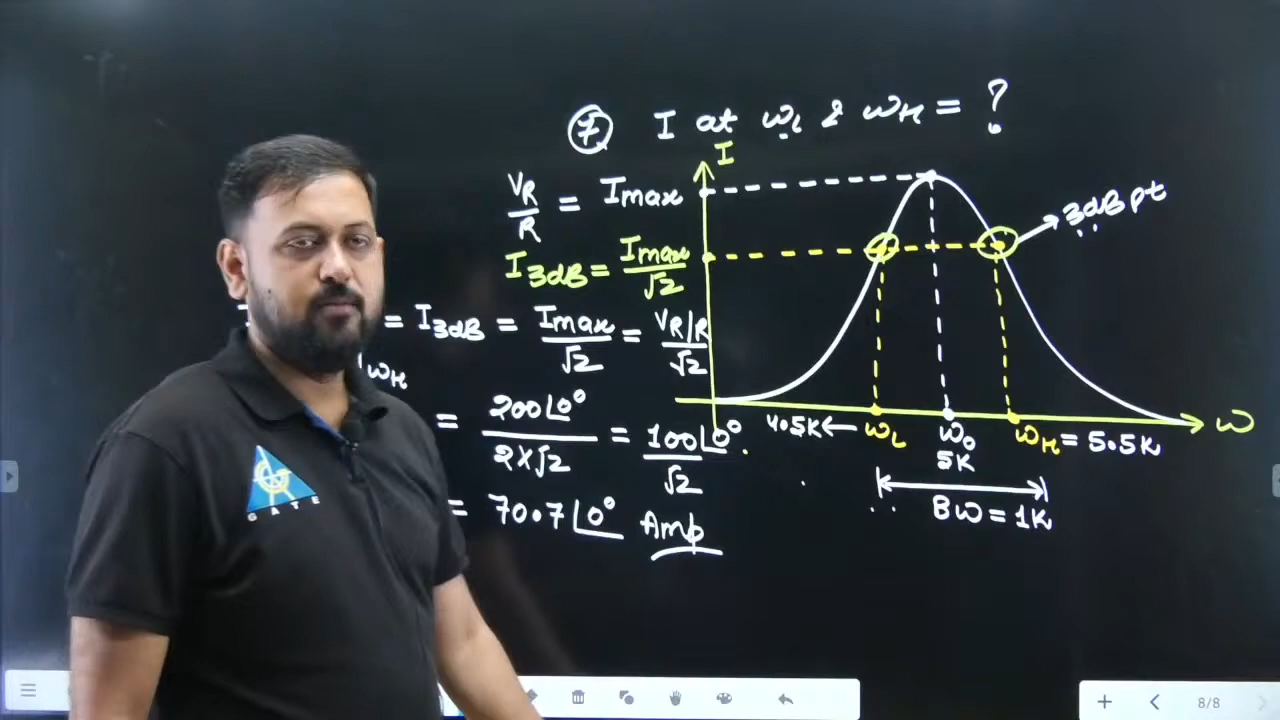 ⑦ I at ωL & ωH = ?
I
VR/R = Imax
3dB pt
I3dB = Imax/√2
= I3dB = Imax/√2 = VR/R/√2
ωH
= 200∠0°/2×√2 = 100∠0°/√2
4.5K ← ωL ω0 ωH = 5.5K ω
5K
BW = 1K
= 70.7∠0° Amp
GATE
8/8